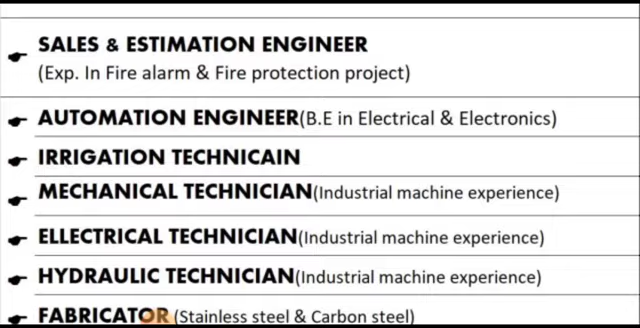 SALES & ESTIMATION ENGINEER
(Exp. In Fire alarm & Fire protection project)
AUTOMATION ENGINEER(B.E in Electrical & Electronics)
IRRIGATION TECHNICAIN
MECHANICAL TECHNICIAN(Industrial machine experience)
ELLECTRICAL TECHNICIAN(Industrial machine experience)
HYDRAULIC TECHNICIAN(Industrial machine experience)
FABRICATOR (Stainless steel & Carbon steel)